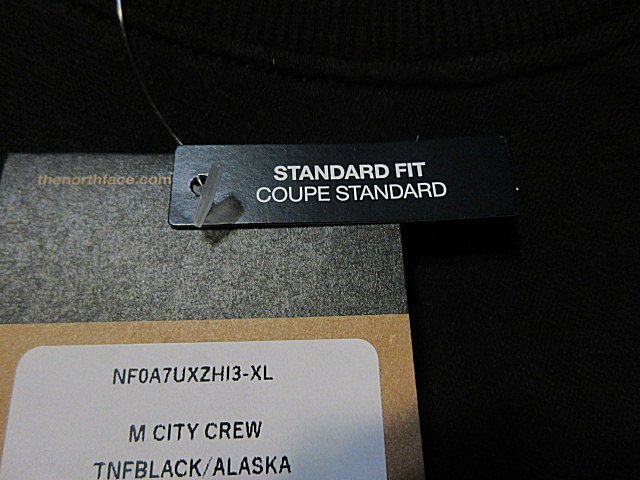 STANDARD FIT
COUPE STANDARD
thenorthface.com
NF0A7UXZHI3-XL
M CITY CREW
TNFBLACK/ALASKA